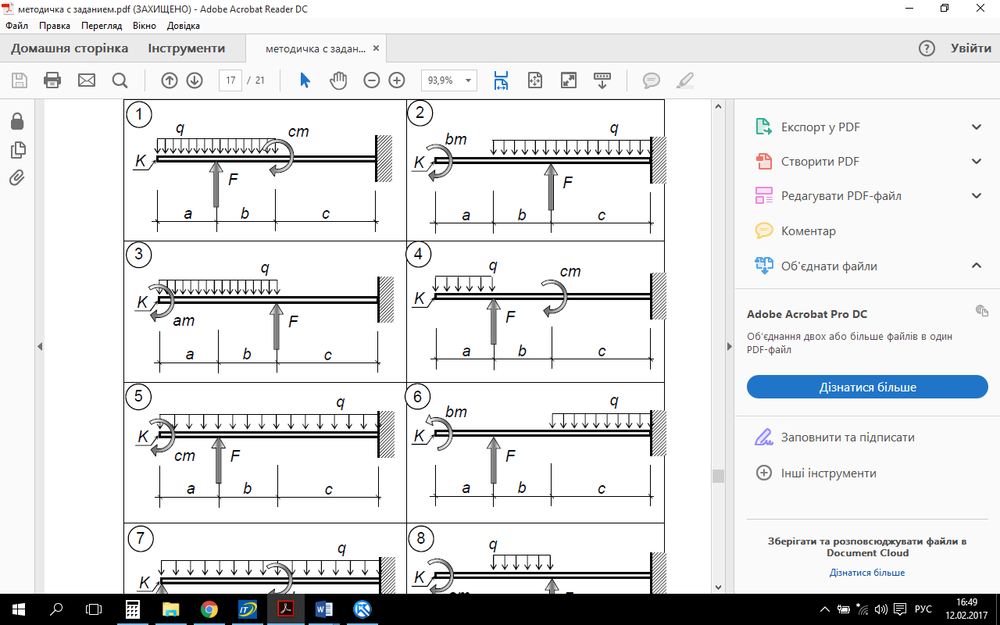 методичка с заданием.pdf (ЗАХИЩЕНО) - Adobe Acrobat Reader DC
Файл Правка Перегляд Вікно Довідка
Домашня сторінка Інструменти методичка с задан... × ? Увійти
17 / 21 93,9%
1
q
cm
K
F
a b c
2
bm
q
K
F
a b c
3
q
K
am
F
a b c
4
q
cm
K
F
a b c
5
q
K
cm
F
a b c
6
bm
q
K
F
a b c
7
q
K
8
q
K
Експорт у PDF
Створити PDF
Редагувати PDF-файл
Коментар
Об'єднати файли
Adobe Acrobat Pro DC
Об'єднання двох або більше файлів в один
PDF-файл
Дізнатися більше
Заповнити та підписати
Інші інструменти
Зберігати та розповсюджувати файли в
Document Cloud
Дізнатися більше
РУС
16:49
12.02.2017